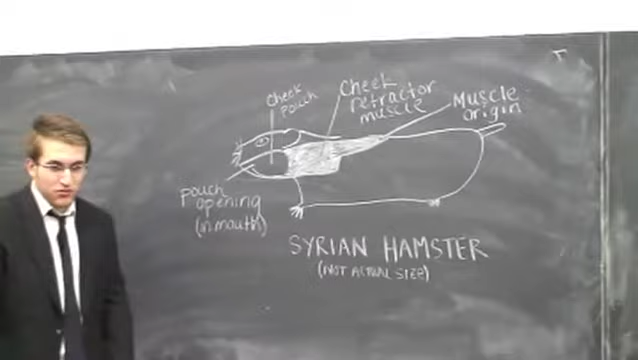 Cheek
pouch
Cheek
retractor
muscle
Muscle
origin
pouch
opening
(in mouth)
SYRIAN HAMSTER
(NOT ACTUAL SIZE)